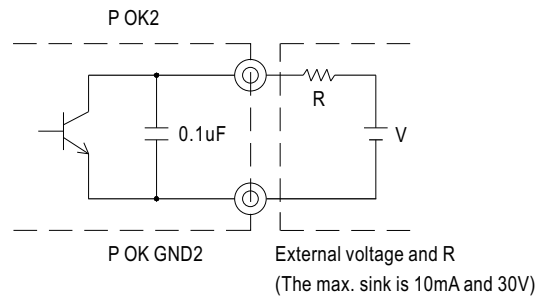 P OK2
R
0.1uF
V
P OK GND2
External voltage and R
(The max. sink is 10mA and 30V)